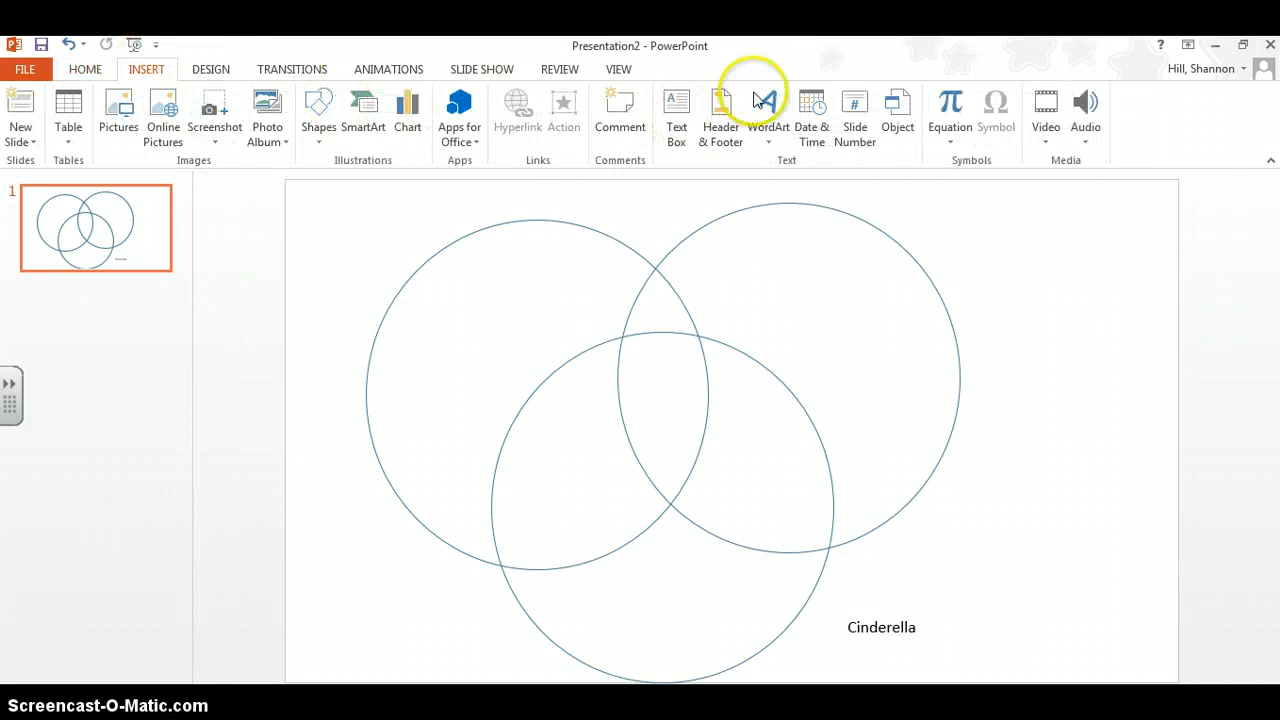 Presentation2 - PowerPoint
FILE HOME INSERT DESIGN TRANSITIONS ANIMATIONS SLIDE SHOW REVIEW VIEW Hill, Shannon
New Slide Table Pictures Online Pictures Screenshot Photo Album Shapes SmartArt Chart Apps for Office Hyperlink Action Comment Text Box Header & Footer WordArt Date & Time # Slide Number Object π Equation Ω Symbol Video Audio
Slides Tables Images Illustrations Apps Links Comments Text Symbols Media
1
Cinderella
Screencast-O-Matic.com